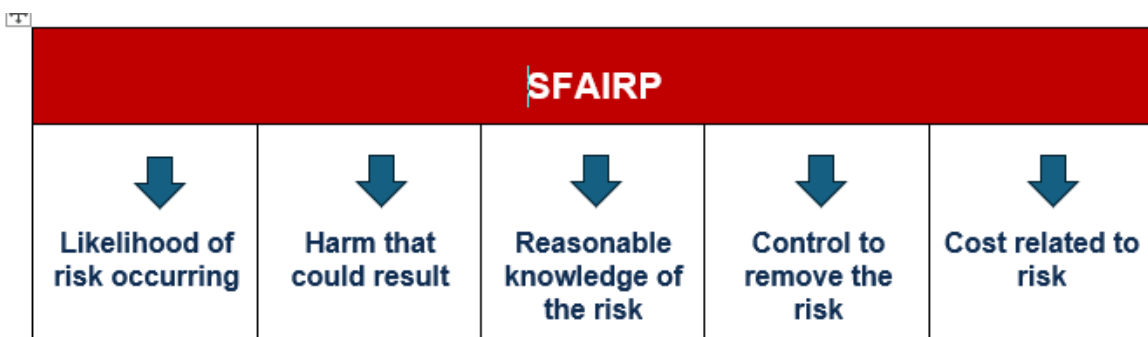 SFAIRP
Likelihood of
risk occurring
Harm that
could result
Reasonable
knowledge of
the risk
Control to
remove the
risk
Cost related to
risk